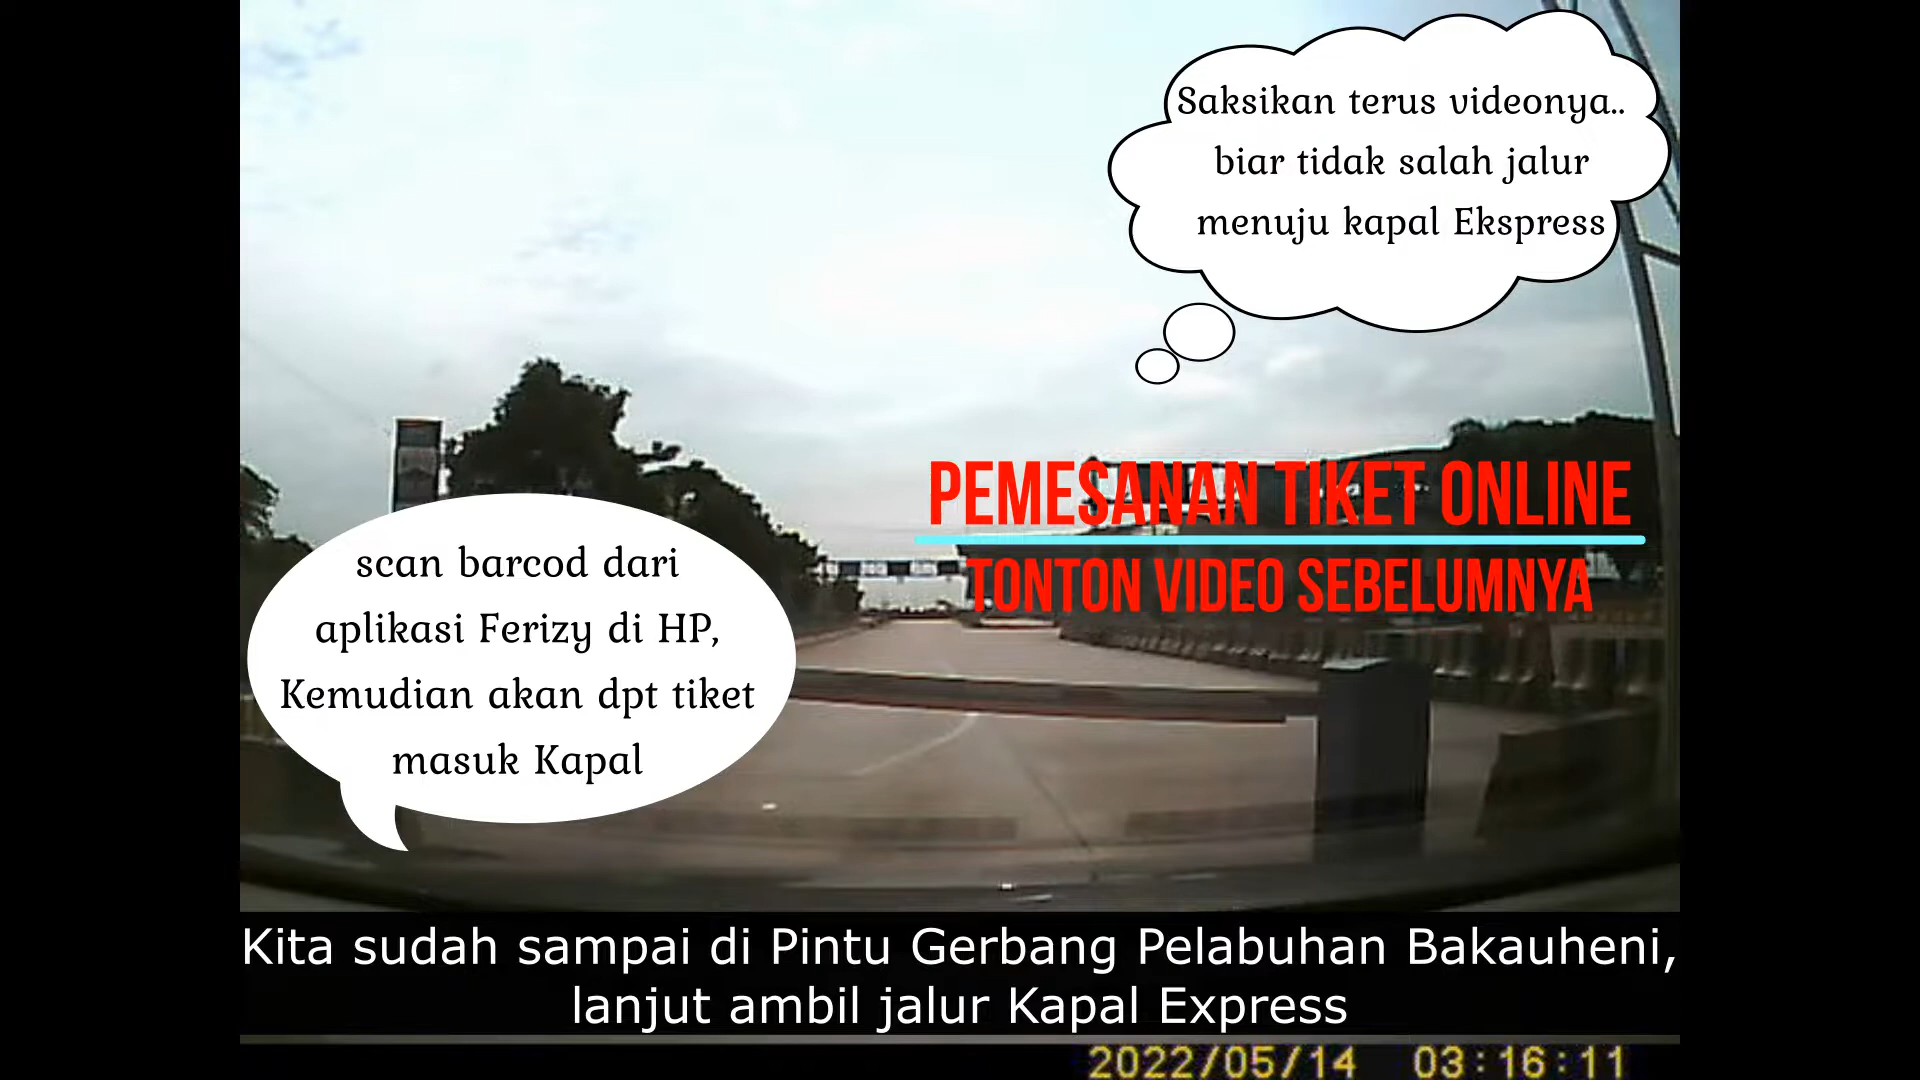 Saksikan terus videonya..
biar tidak salah jalur
menuju kapal Ekspress
PEMESANAN TIKET ONLINE
TONTON VIDEO SEBELUMNYA
scan barcod dari
aplikasi Ferizy di HP,
Kemudian akan dpt tiket
masuk Kapal
Kita sudah sampai di Pintu Gerbang Pelabuhan Bakauheni,
lanjut ambil jalur Kapal Express
2022/05/14 03:16:11